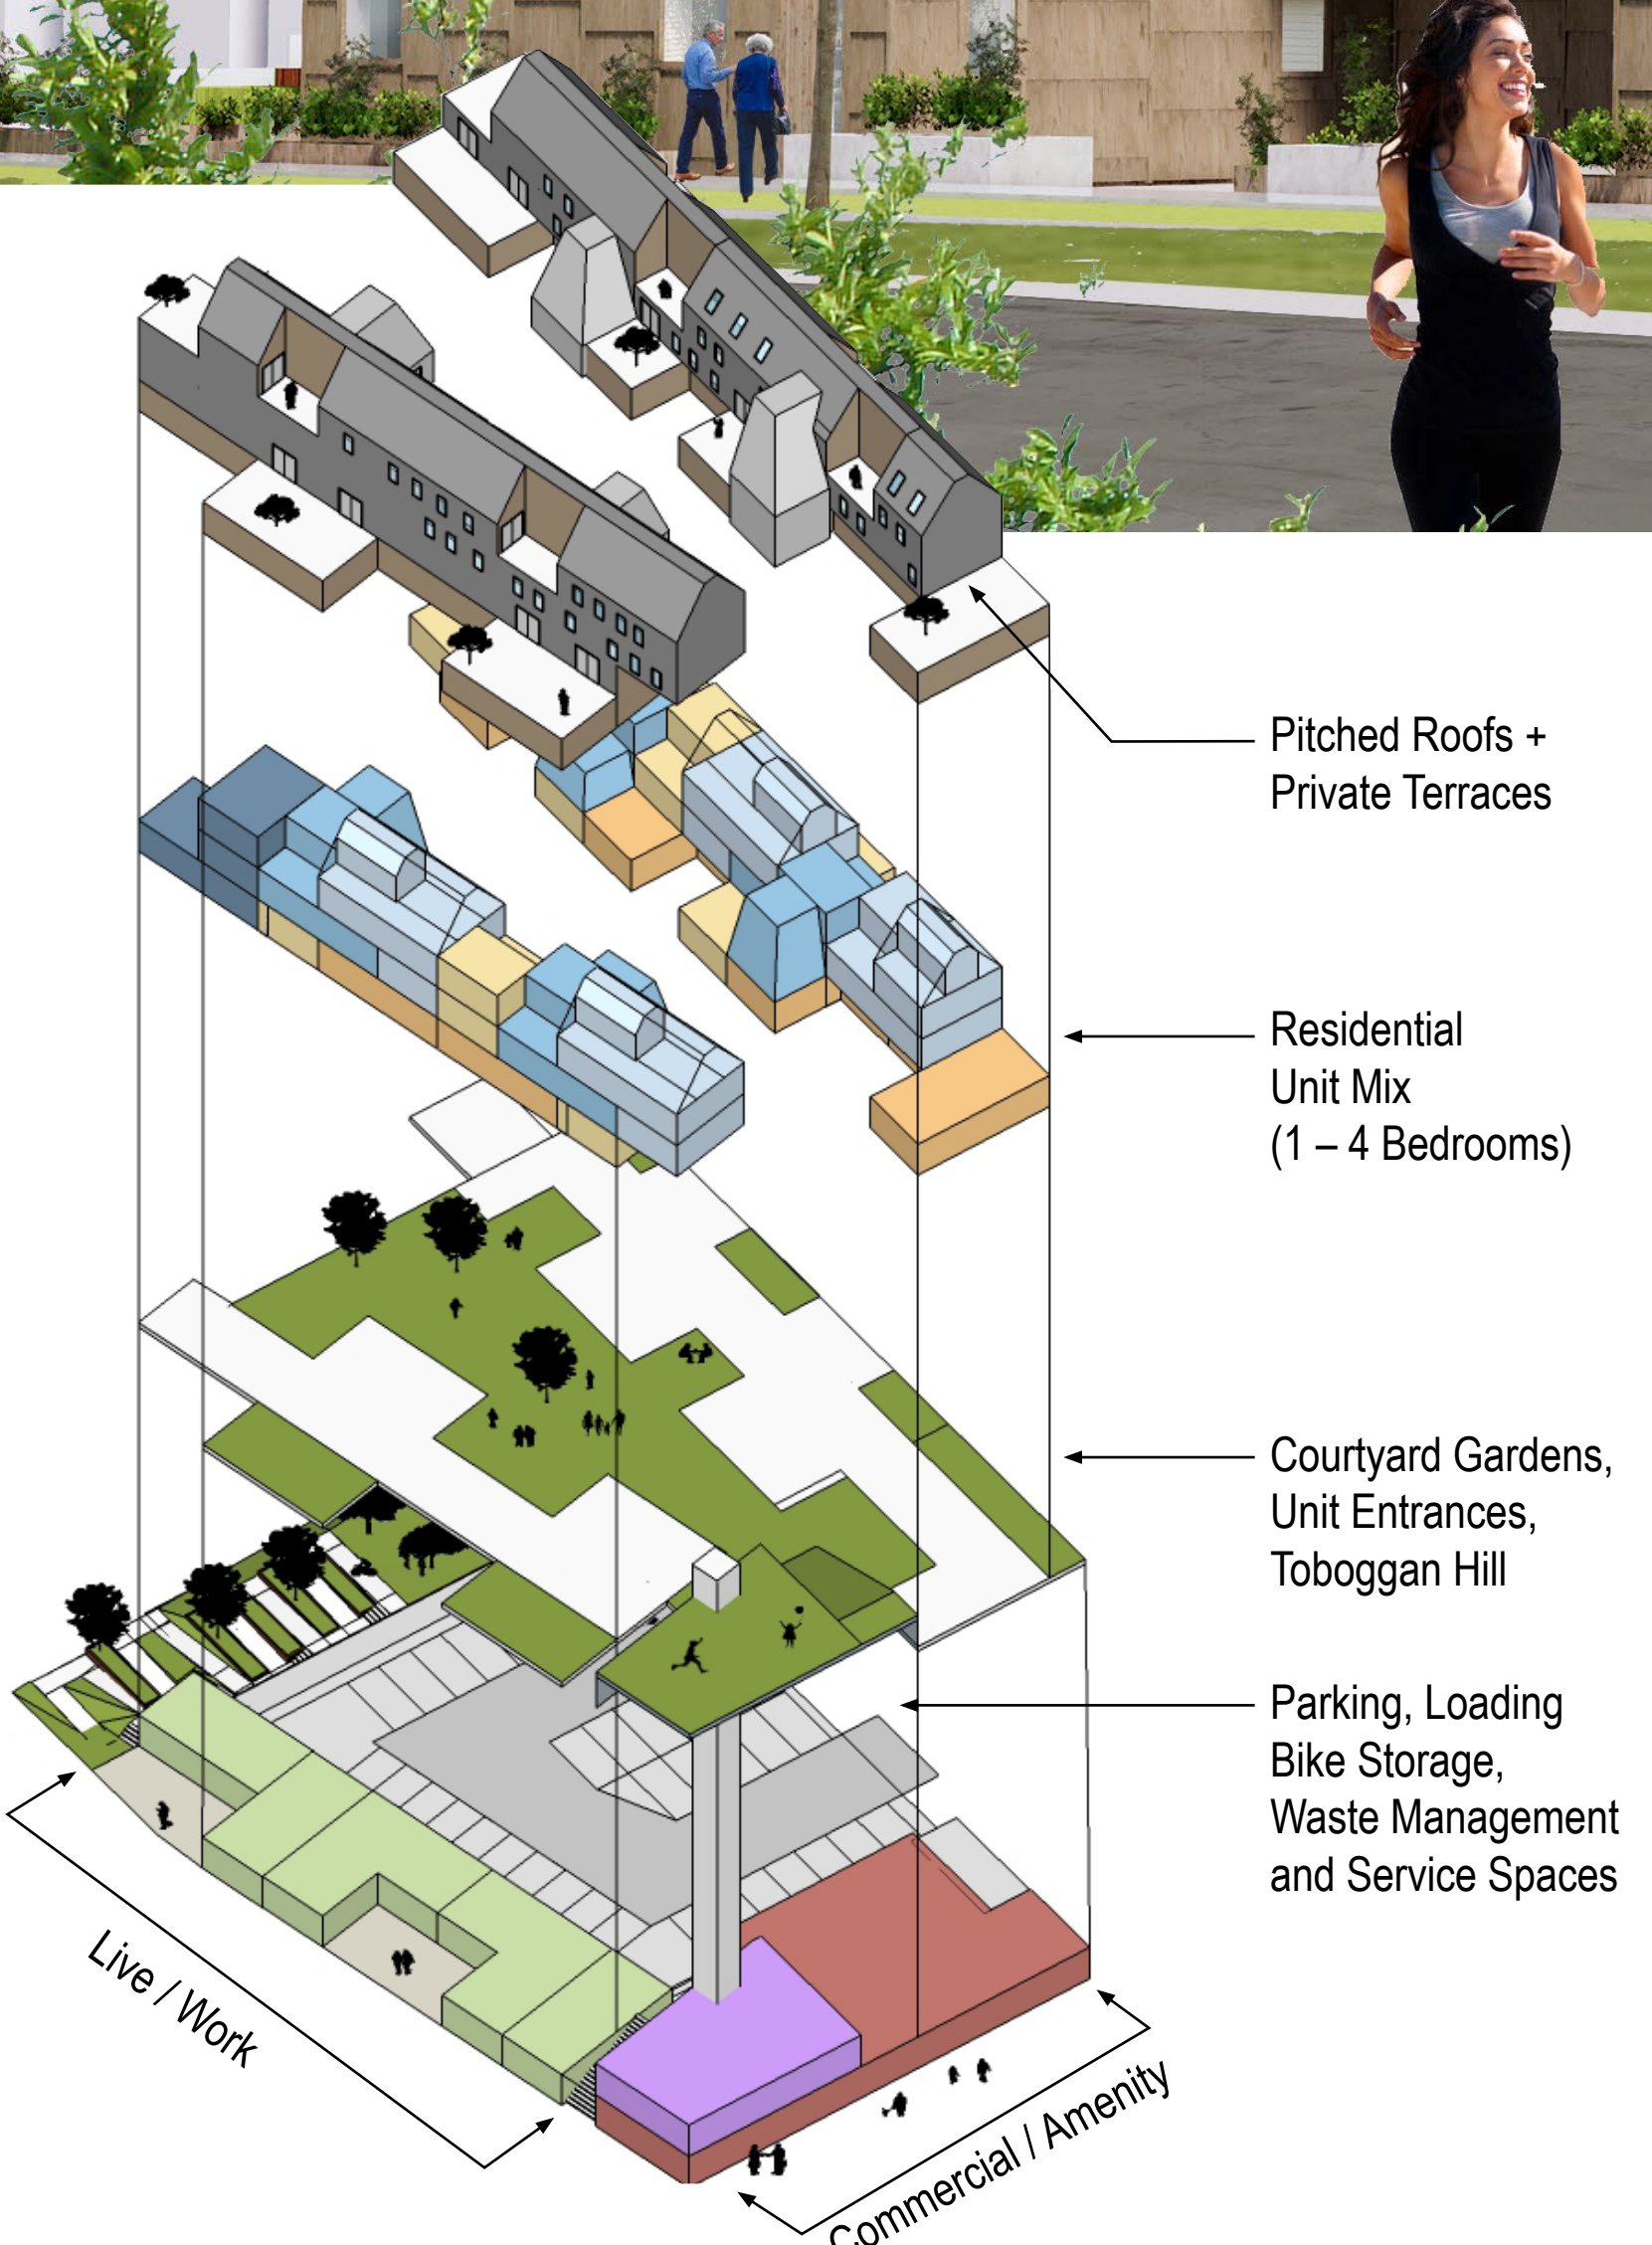 Pitched Roofs +
Private Terraces
Residential
Unit Mix
(1 – 4 Bedrooms)
Courtyard Gardens,
Unit Entrances,
Toboggan Hill
Parking, Loading
Bike Storage,
Waste Management
and Service Spaces
Live / Work
Commercial / Amenity